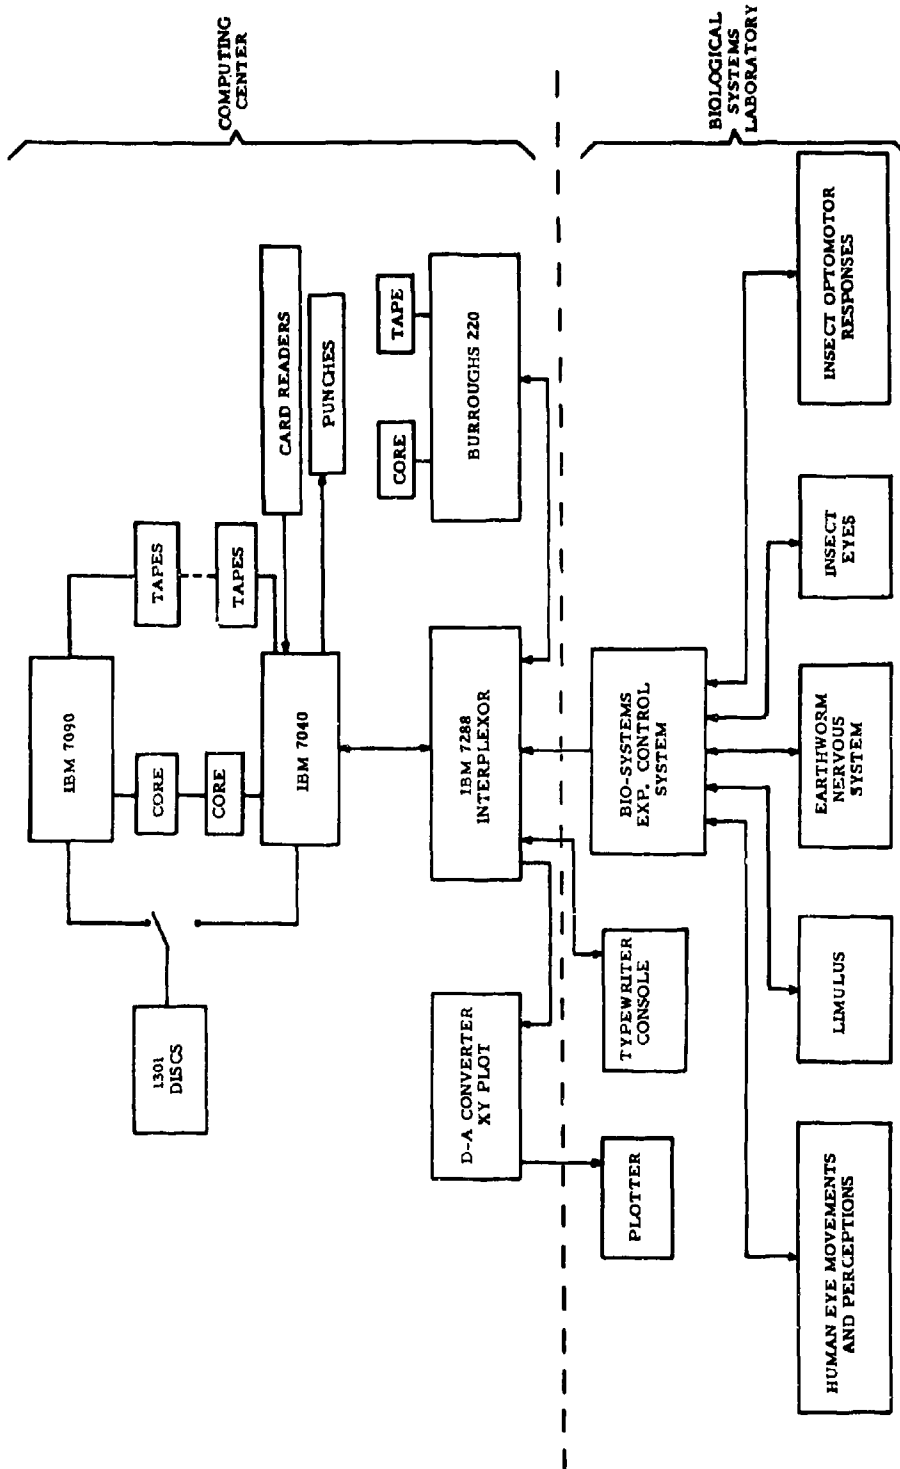 COMPUTING
CENTER
IBM 7090
TAPES
TAPES
CORE
CORE
IBM 7040
1301
DISCS
CARD READERS
PUNCHES
TAPE
CORE
BURROUGHS 220
IBM 7288
INTERPLEXOR
D-A CONVERTER
XY PLOT
BIOLOGICAL
SYSTEMS
LABORATORY
PLOTTER
TYPEWRITER
CONSOLE
BIO-SYSTEMS
EXP. CONTROL
SYSTEM
HUMAN EYE MOVEMENTS
AND PERCEPTIONS
LIMULUS
EARTHWORM
NERVOUS
SYSTEM
INSECT
EYES
INSECT OPTOMOTOR
RESPONSES